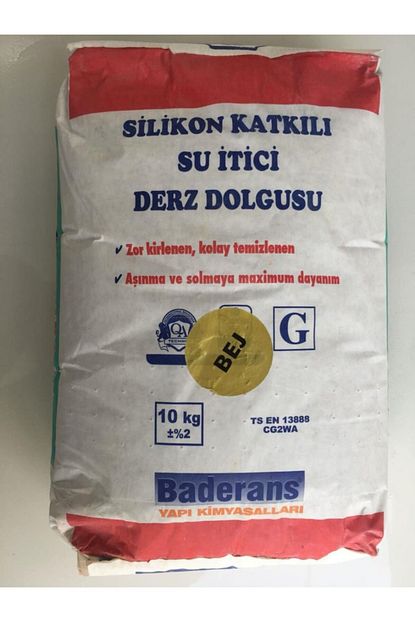 SİLİKON KATKILI
SU İTİCİ
DERZ DOLGUSU
✓ Zor kirlenen, kolay temizlenen
✓ Aşınma ve solmaya maximum dayanım
G
BEJ
10 kg
±%2
TS EN 13888
CG2WA
Baderans
YAPI KİMYASALLARI